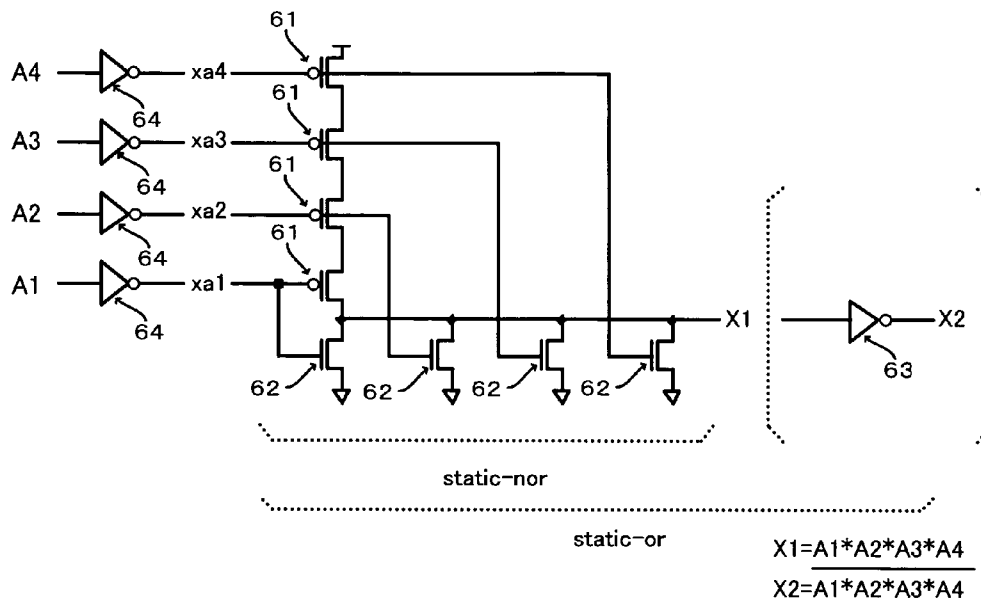 61
A4 xa4
64
61
A3 xa3
64
61
A2 xa2
64
61
A1 xa1
64
X1
X2
63
62 62 62 62
static-nor
static-or
X1=A1*A2*A3*A4
X2=A1*A2*A3*A4